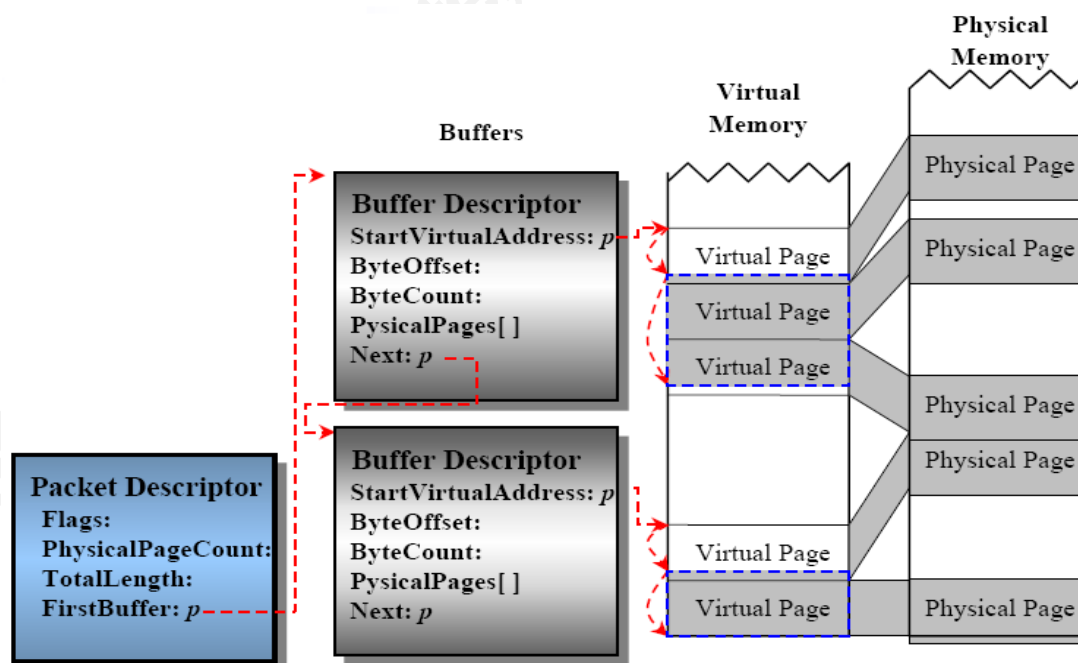 Physical
Memory
Virtual
Memory
Buffers
Buffer Descriptor
StartVirtualAddress: p
ByteOffset:
ByteCount:
PysicalPages[ ]
Next: p
Buffer Descriptor
StartVirtualAddress: p
ByteOffset:
ByteCount:
PysicalPages[ ]
Next: p
Packet Descriptor
Flags:
PhysicalPageCount:
TotalLength:
FirstBuffer: p
Virtual Page
Virtual Page
Virtual Page
Virtual Page
Virtual Page
Physical Page
Physical Page
Physical Page
Physical Page
Physical Page